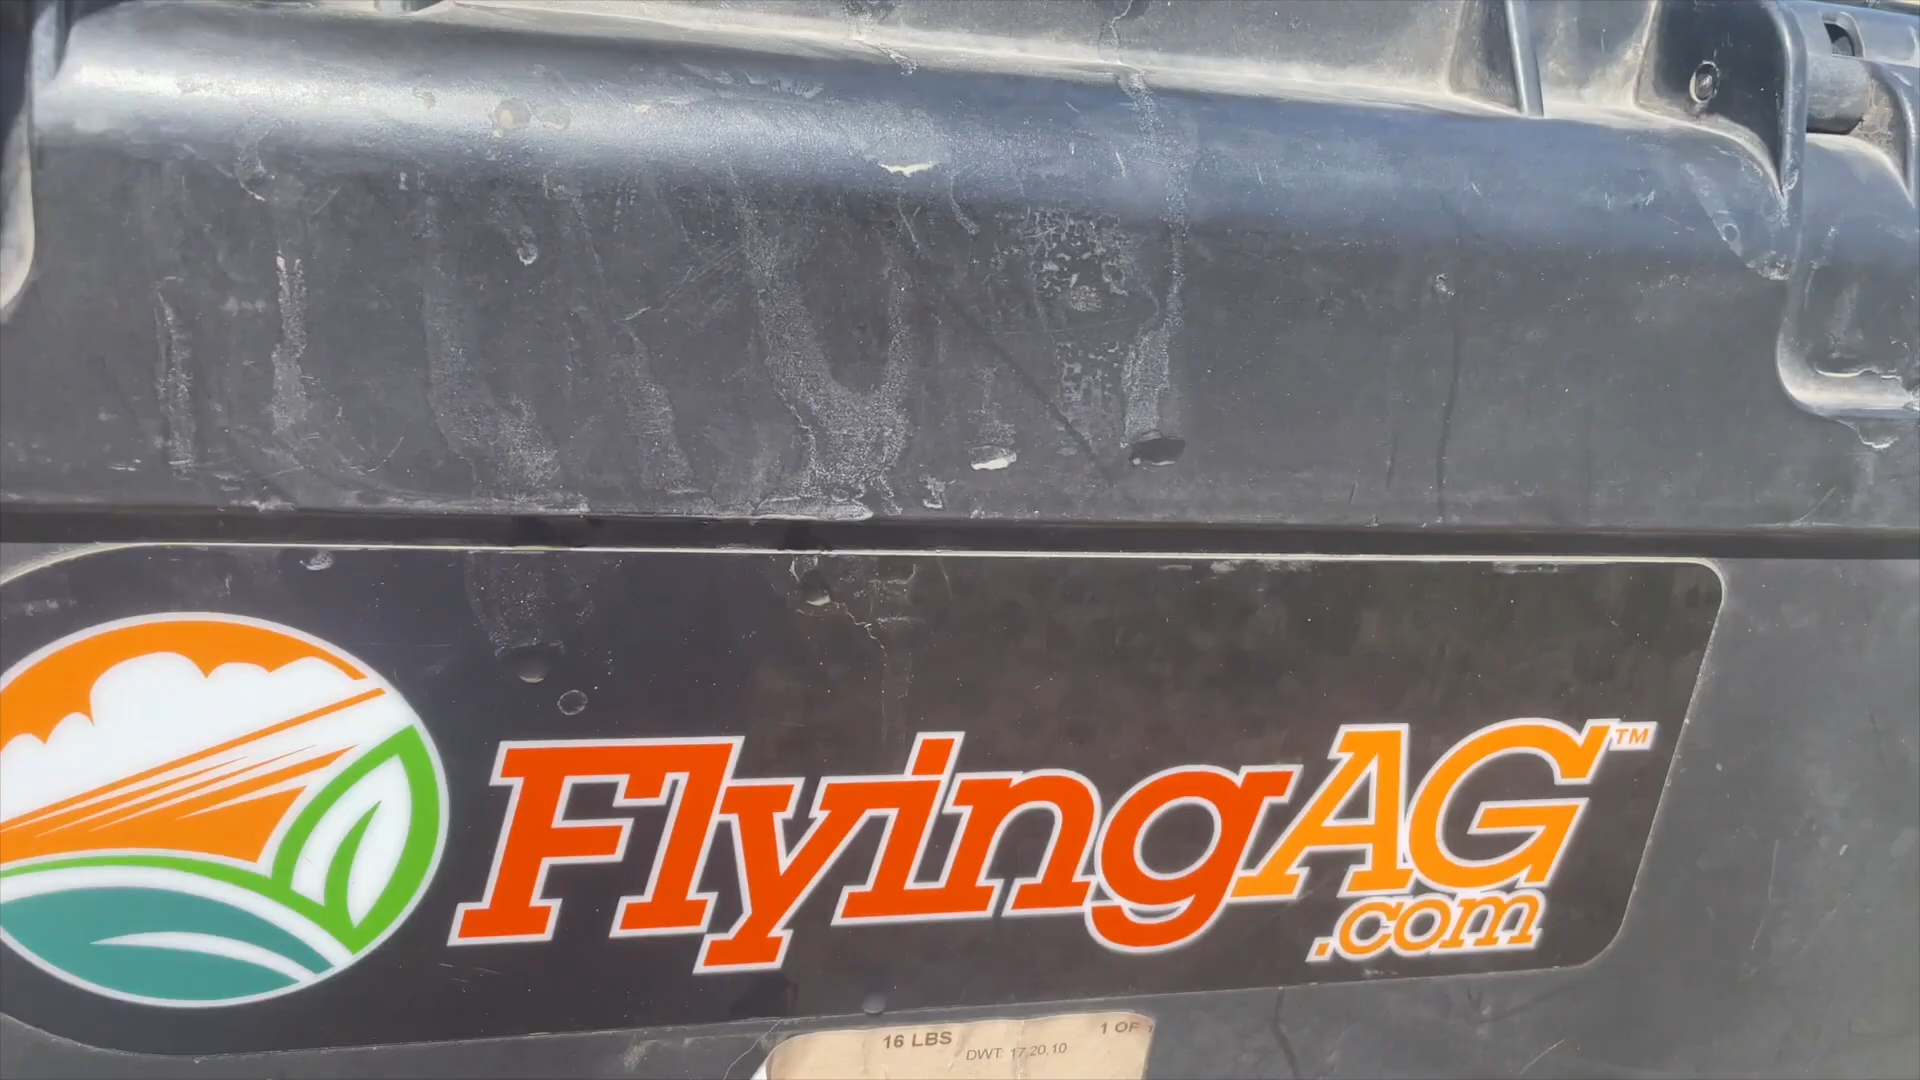 FlyingAG™
.com
16 LBS
1 OF
DWT: 17,20,10